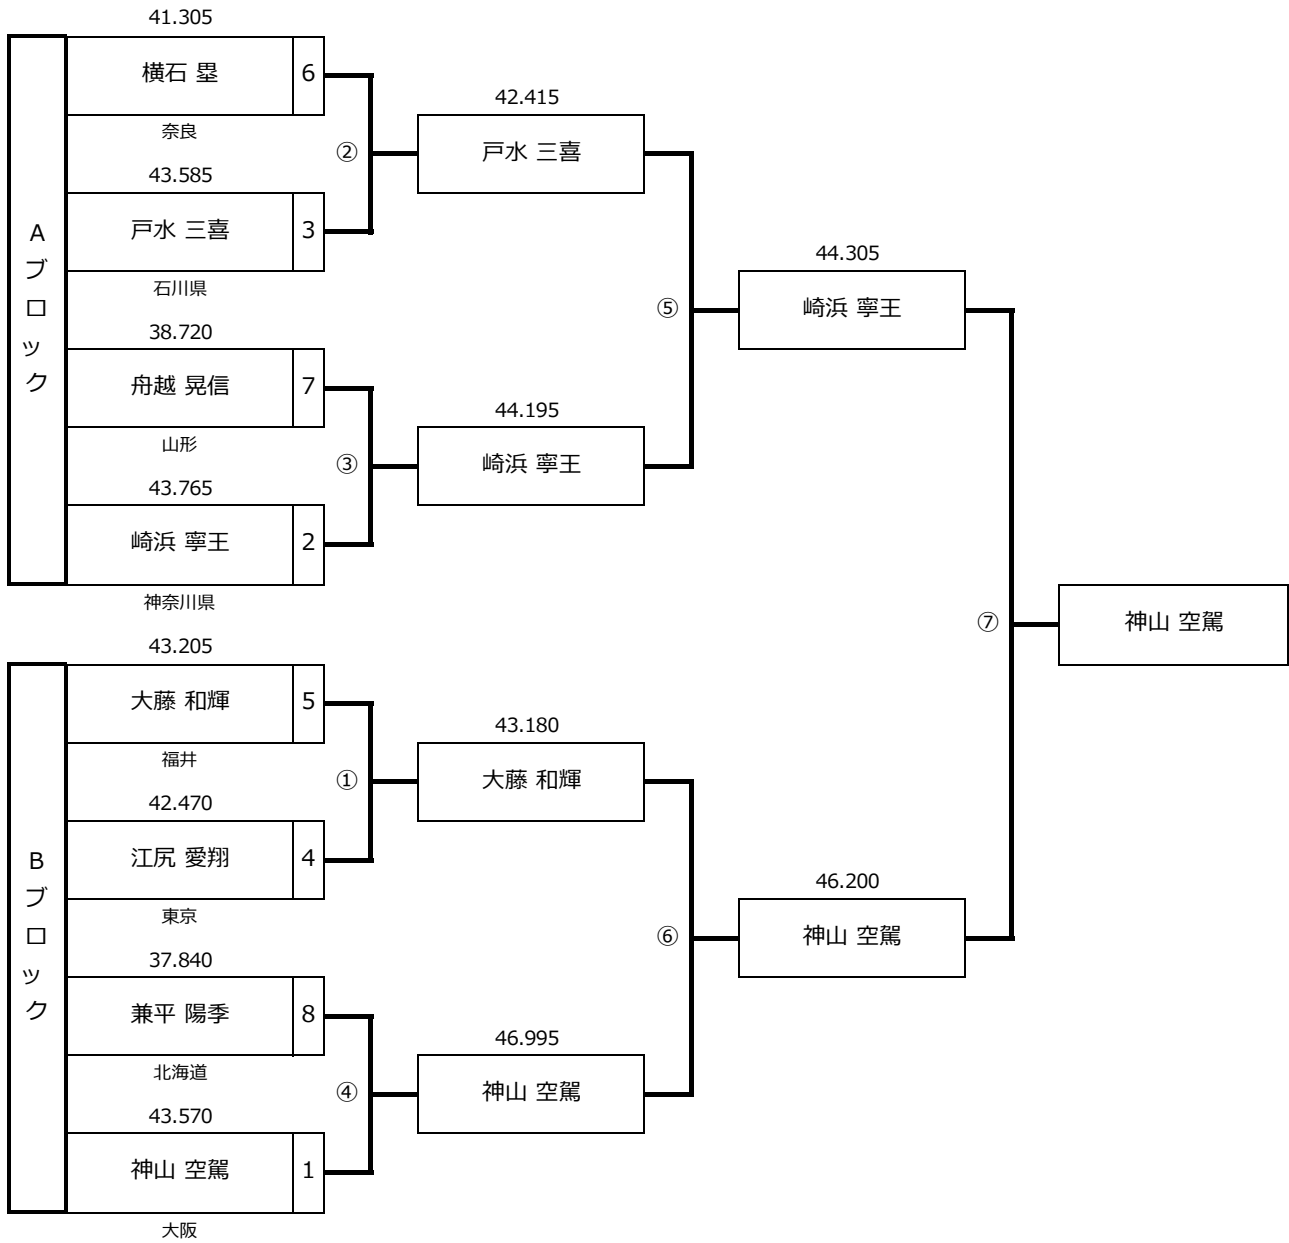 41.305
横石 塁 6
奈良
43.585
戸水 三喜 3
石川県
38.720
舟越 晃信 7
山形
43.765
崎浜 寧王 2
神奈川県
Aブロック
②
③
42.415
戸水 三喜
44.195
崎浜 寧王
⑤
44.305
崎浜 寧王
43.205
大藤 和輝 5
福井
42.470
江尻 愛翔 4
東京
37.840
兼平 陽季 8
北海道
43.570
神山 空駕 1
大阪
Bブロック
①
④
43.180
大藤 和輝
46.995
神山 空駕
⑥
46.200
神山 空駕
⑦
神山 空駕